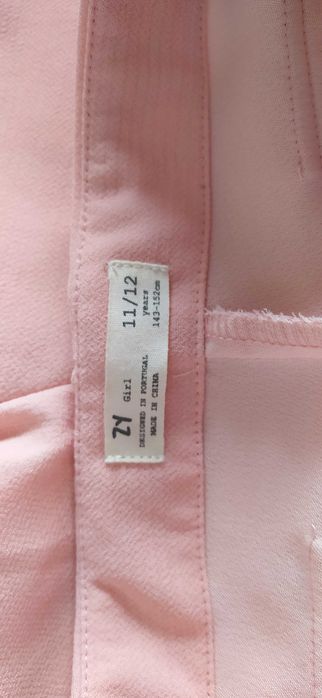 ZY Girl 11/12
years
DESIGNED IN PORTUGAL 143-152cm
MADE IN CHINA